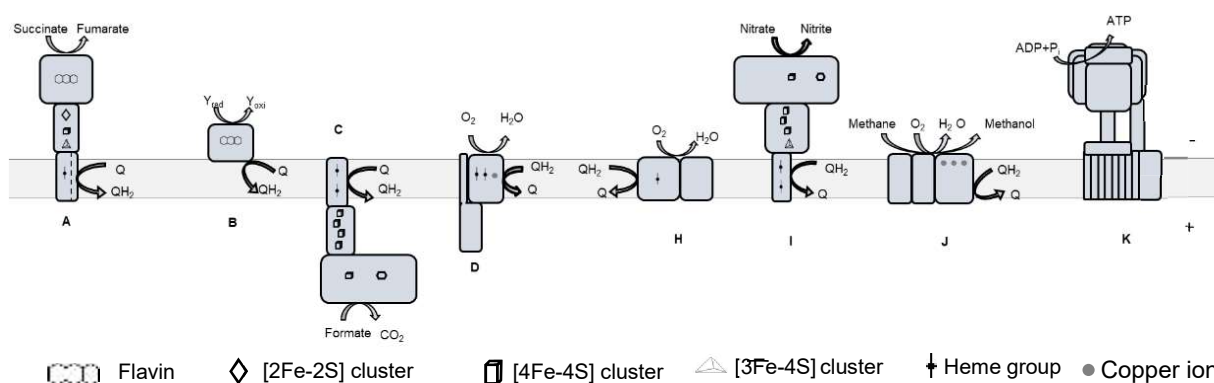 Succinate Fumarate
A
Q
QH2
Yred Yoxi
B
Q
QH2
C
Q
QH2
Formate CO2
D
O2 H2O
QH2
Q
H
O2 H2O
QH2
Q
I
Nitrate Nitrite
QH2
Q
J
Methane O2 H2 O Methanol
QH2
Q
K
ADP+Pi ATP
-
+
Flavin [2Fe-2S] cluster [4Fe-4S] cluster [3Fe-4S] cluster Heme group Copper ion